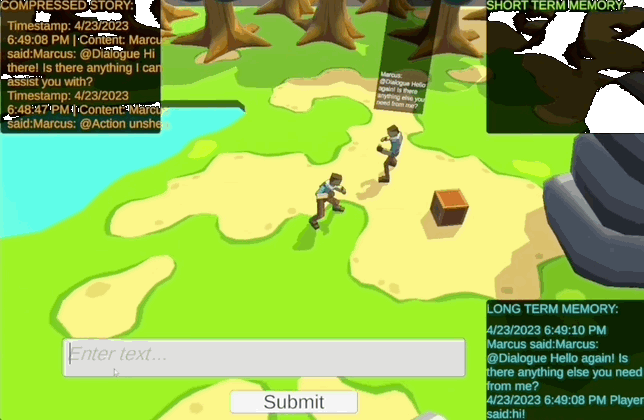 COMPRESSED STORY:
Timestamp: 4/23/2023
6:49:08 PM | Content: Marcus
said:Marcus: @Dialogue Hi
there! Is there anything I can
assist you with?
Timestamp: 4/23/2023
6:48:47 PM | Content: Marcus
said:Marcus: @Action unshe
SHORT TERM MEMORY:
Marcus:
@Dialogue Hello
again! Is there
anything else you
need from me?
LONG TERM MEMORY:
4/23/2023 6:49:10 PM
Marcus said:Marcus:
@Dialogue Hello again! Is
there anything else you need
from me?
4/23/2023 6:49:08 PM Player
said:hi!
Enter text...
Submit